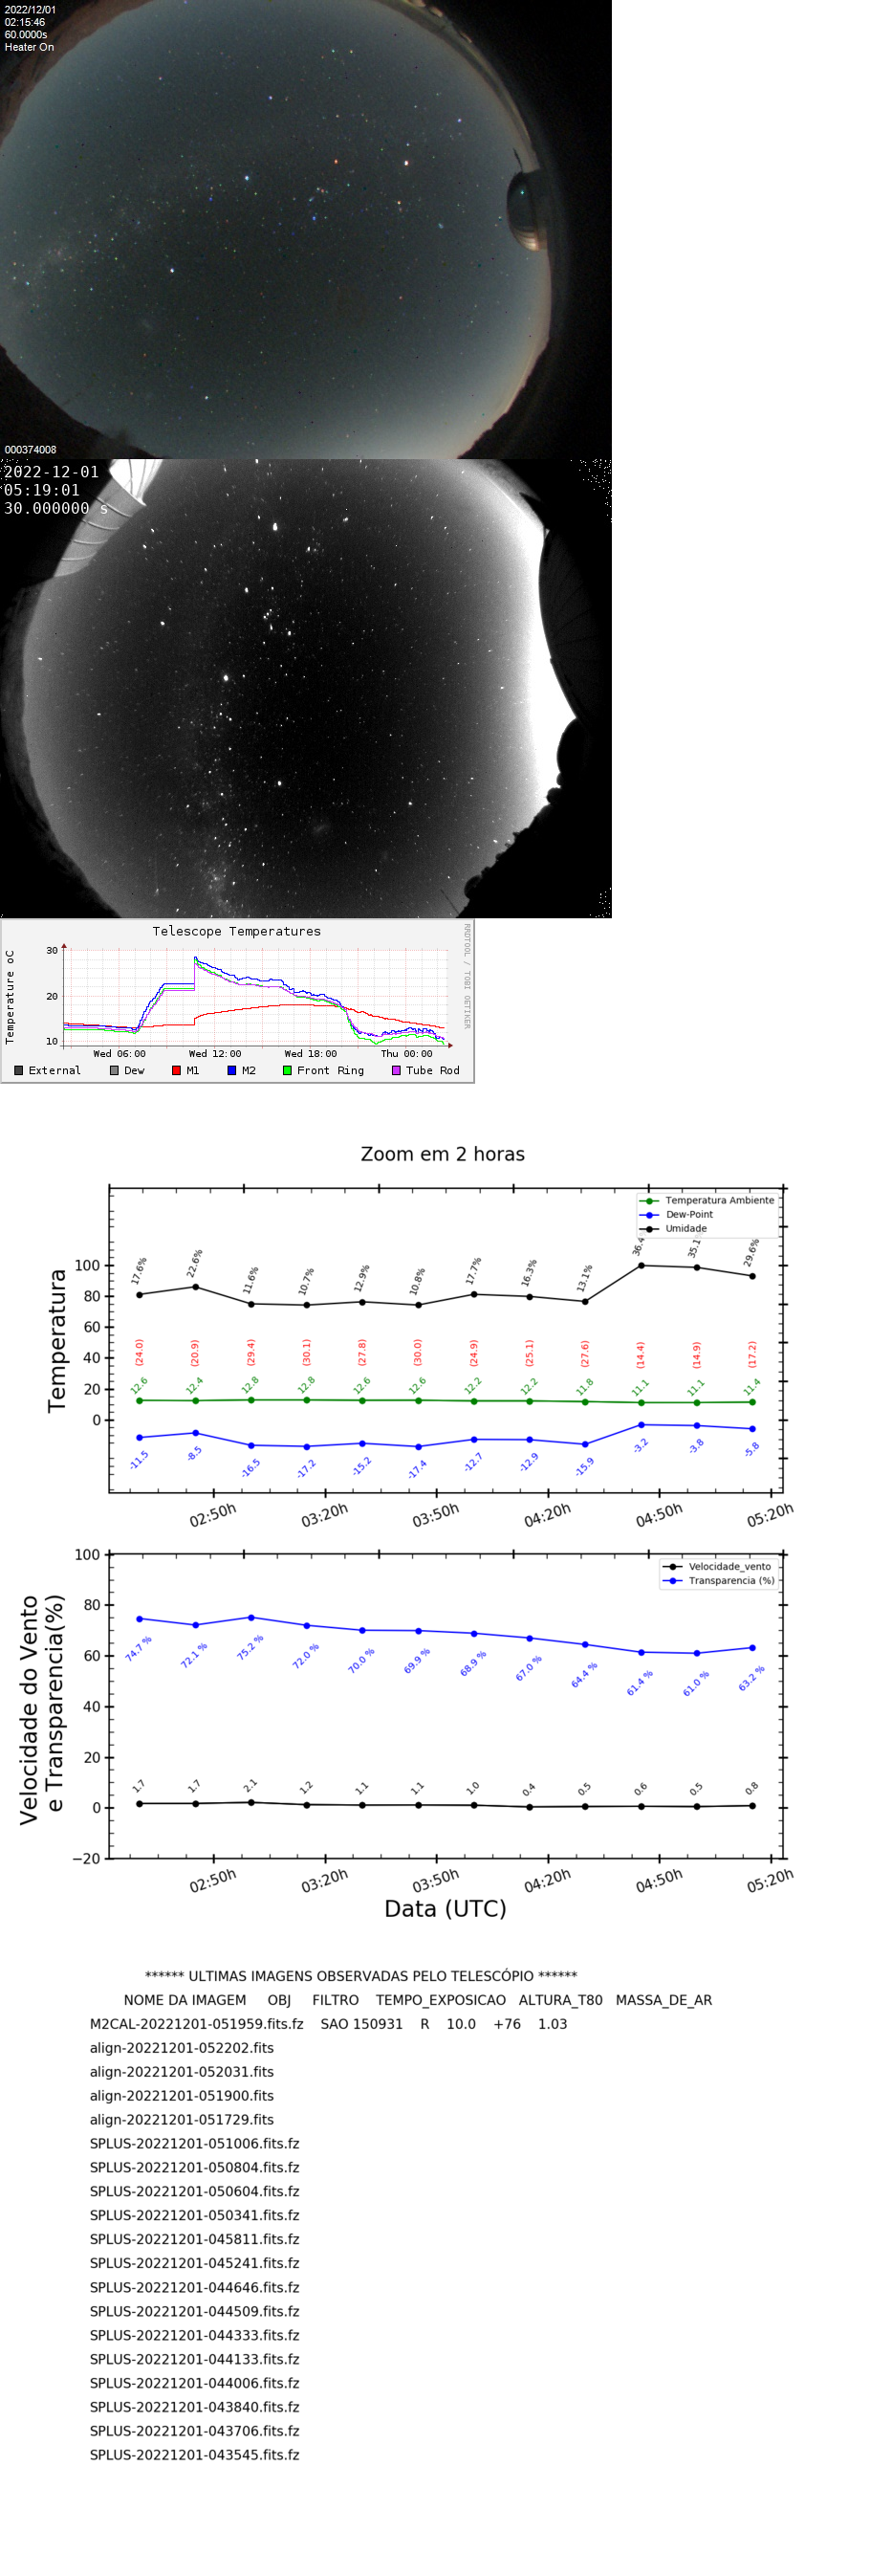 2022/12/01
02:15:46
60.0000s
Heater On
000374008
2022-12-01
05:19:01
30.000000 s
Telescope Temperatures
RRDTOOL / TOBI OETIKER
Temperature oC
30
20
10
Wed 06:00 Wed 12:00 Wed 18:00 Thu 00:00
External Dew M1 M2 Front Ring Tube Rod
Zoom em 2 horas
Temperatura
Temperatura Ambiente
Dew-Point
Umidade
100
80
60
40
20
0
17.6% 22.6% 11.6% 10.7% 12.9% 10.8% 17.7% 16.3% 13.1% 36.4 35.1 29.6%
(24.0) (20.9) (29.4) (30.1) (27.8) (30.0) (24.9) (25.1) (27.6) (14.4) (14.9) (17.2)
12.6 12.4 12.8 12.8 12.6 12.6 12.2 12.2 11.8 11.1 11.1 11.4
-11.5 -8.5 -16.5 -17.2 -15.2 -17.4 -12.7 -12.9 -15.9 -3.2 -3.8 -5.8
02:50h 03:20h 03:50h 04:20h 04:50h 05:20h
Velocidade do Vento
e Transparencia(%)
Velocidade_vento
Transparencia (%)
100
80
60
40
20
0
−20
74.7 % 72.1 % 75.2 % 72.0 % 70.0 % 69.9 % 68.9 % 67.0 % 64.4 % 61.4 % 61.0 % 63.2 %
1.7 1.7 2.1 1.2 1.1 1.1 1.0 0.4 0.5 0.6 0.5 0.8
02:50h 03:20h 03:50h 04:20h 04:50h 05:20h
Data (UTC)
****** ULTIMAS IMAGENS OBSERVADAS PELO TELESCÓPIO ******
NOME DA IMAGEM OBJ FILTRO TEMPO_EXPOSICAO ALTURA_T80 MASSA_DE_AR
M2CAL-20221201-051959.fits.fz SAO 150931 R 10.0 +76 1.03
align-20221201-052202.fits
align-20221201-052031.fits
align-20221201-051900.fits
align-20221201-051729.fits
SPLUS-20221201-051006.fits.fz
SPLUS-20221201-050804.fits.fz
SPLUS-20221201-050604.fits.fz
SPLUS-20221201-050341.fits.fz
SPLUS-20221201-045811.fits.fz
SPLUS-20221201-045241.fits.fz
SPLUS-20221201-044646.fits.fz
SPLUS-20221201-044509.fits.fz
SPLUS-20221201-044333.fits.fz
SPLUS-20221201-044133.fits.fz
SPLUS-20221201-044006.fits.fz
SPLUS-20221201-043840.fits.fz
SPLUS-20221201-043706.fits.fz
SPLUS-20221201-043545.fits.fz